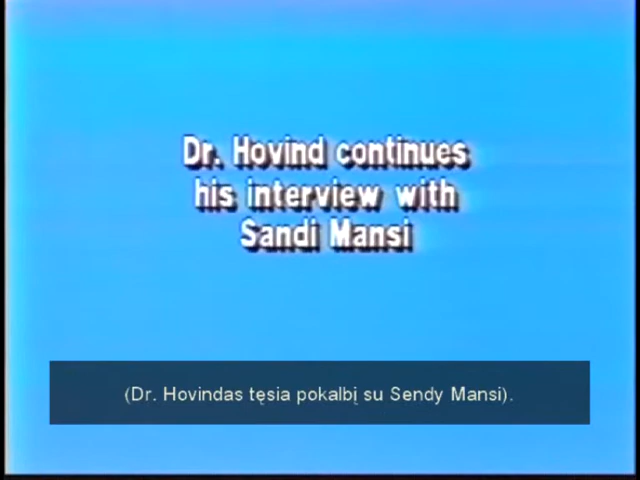 Dr. Hovind continues
his interview with
Sandi Mansi
(Dr. Hovindas tęsia pokalbį su Sendy Mansi).